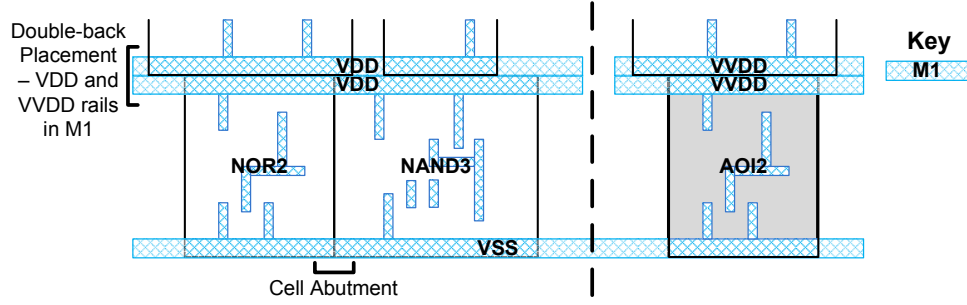 Double-back
Placement
– VDD and
VVDD rails
in M1
VDD
VDD
VVDD
VVDD
Key
M1
NOR2
NAND3
AOI2
VSS
Cell Abutment